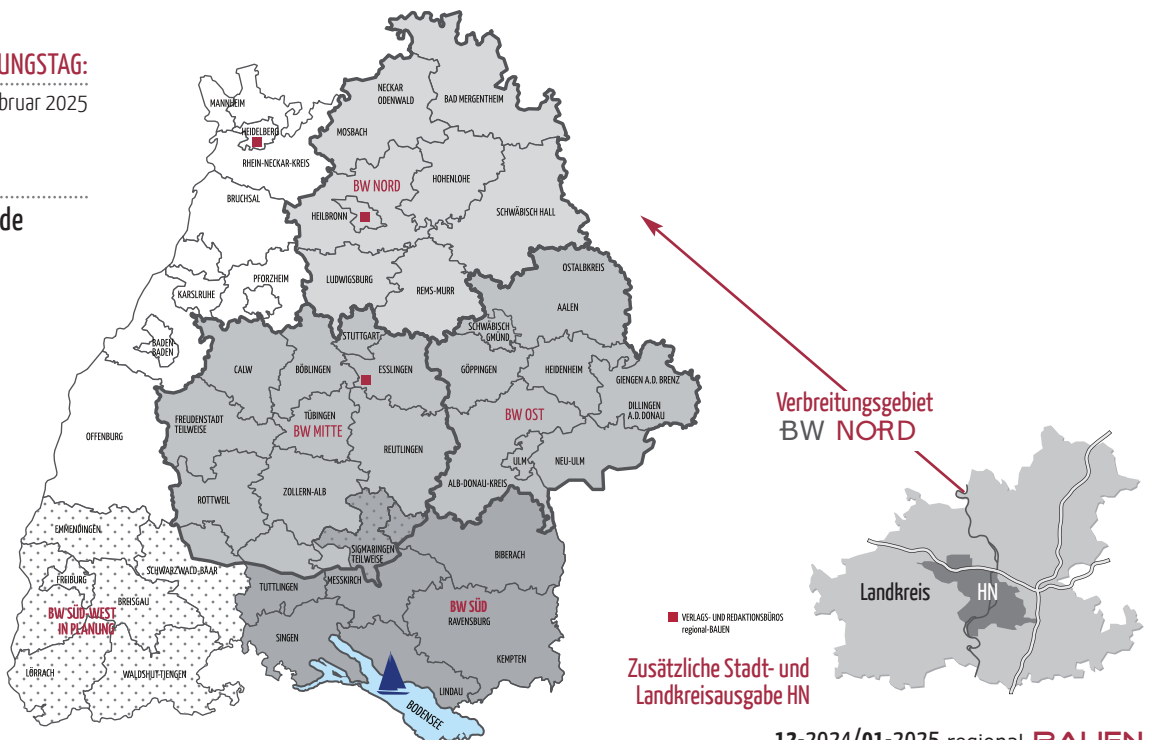 UNGSTAG:
bruar 2025
de
MANNHEIM
HEIDELBERG
RHEIN-NECKAR-KREIS
BRUCHSAL
PFORZHEIM
KARSLRUHE
BADEN
BADEN
OFFENBURG
NECKAR
ODENWALD
BAD MERGENTHEIM
MOSBACH
BW NORD
HOHENLOHE
HEILBRONN
SCHWÄBISCH HALL
LUDWIGSBURG
REMS-MURR
OSTALBKREIS
AALEN
SCHWÄBISCH
GMÜND
STUTTGART
CALW
BÖBLINGEN
ESSLINGEN
GÖPPINGEN
HEIDENHEIM
GIENGEN A.D. BRENZ
DILLINGEN
A.D. DONAU
FREUDENSTADT
TEILWEISE
TÜBINGEN
BW MITTE
BW OST
REUTLINGEN
ULM
NEU-ULM
ALB-DONAU-KREIS
ROTTWEIL
ZOLLERN-ALB
SIGMARINGEN
TEILWEISE
BIBERACH
EMMENDINGEN
FREIBURG
SCHWARZWALD-BAAR
BREISGAU
BW SÜD-WEST
IN PLANUNG
LÖRRACH
WALDSHUT-TJENGEN
TUTTLINGEN
MESSKIRCH
BW SÜD
RAVENSBURG
SINGEN
KEMPTEN
LINDAU
BODENSEE
Verbreitungsgebiet
BW NORD
Landkreis
HN
VERLAGS- UND REDAKTIONSBÜROS
regional-BAUEN
Zusätzliche Stadt- und
Landkreisausgabe HN
12-2024/01-2025 regional BAUEN